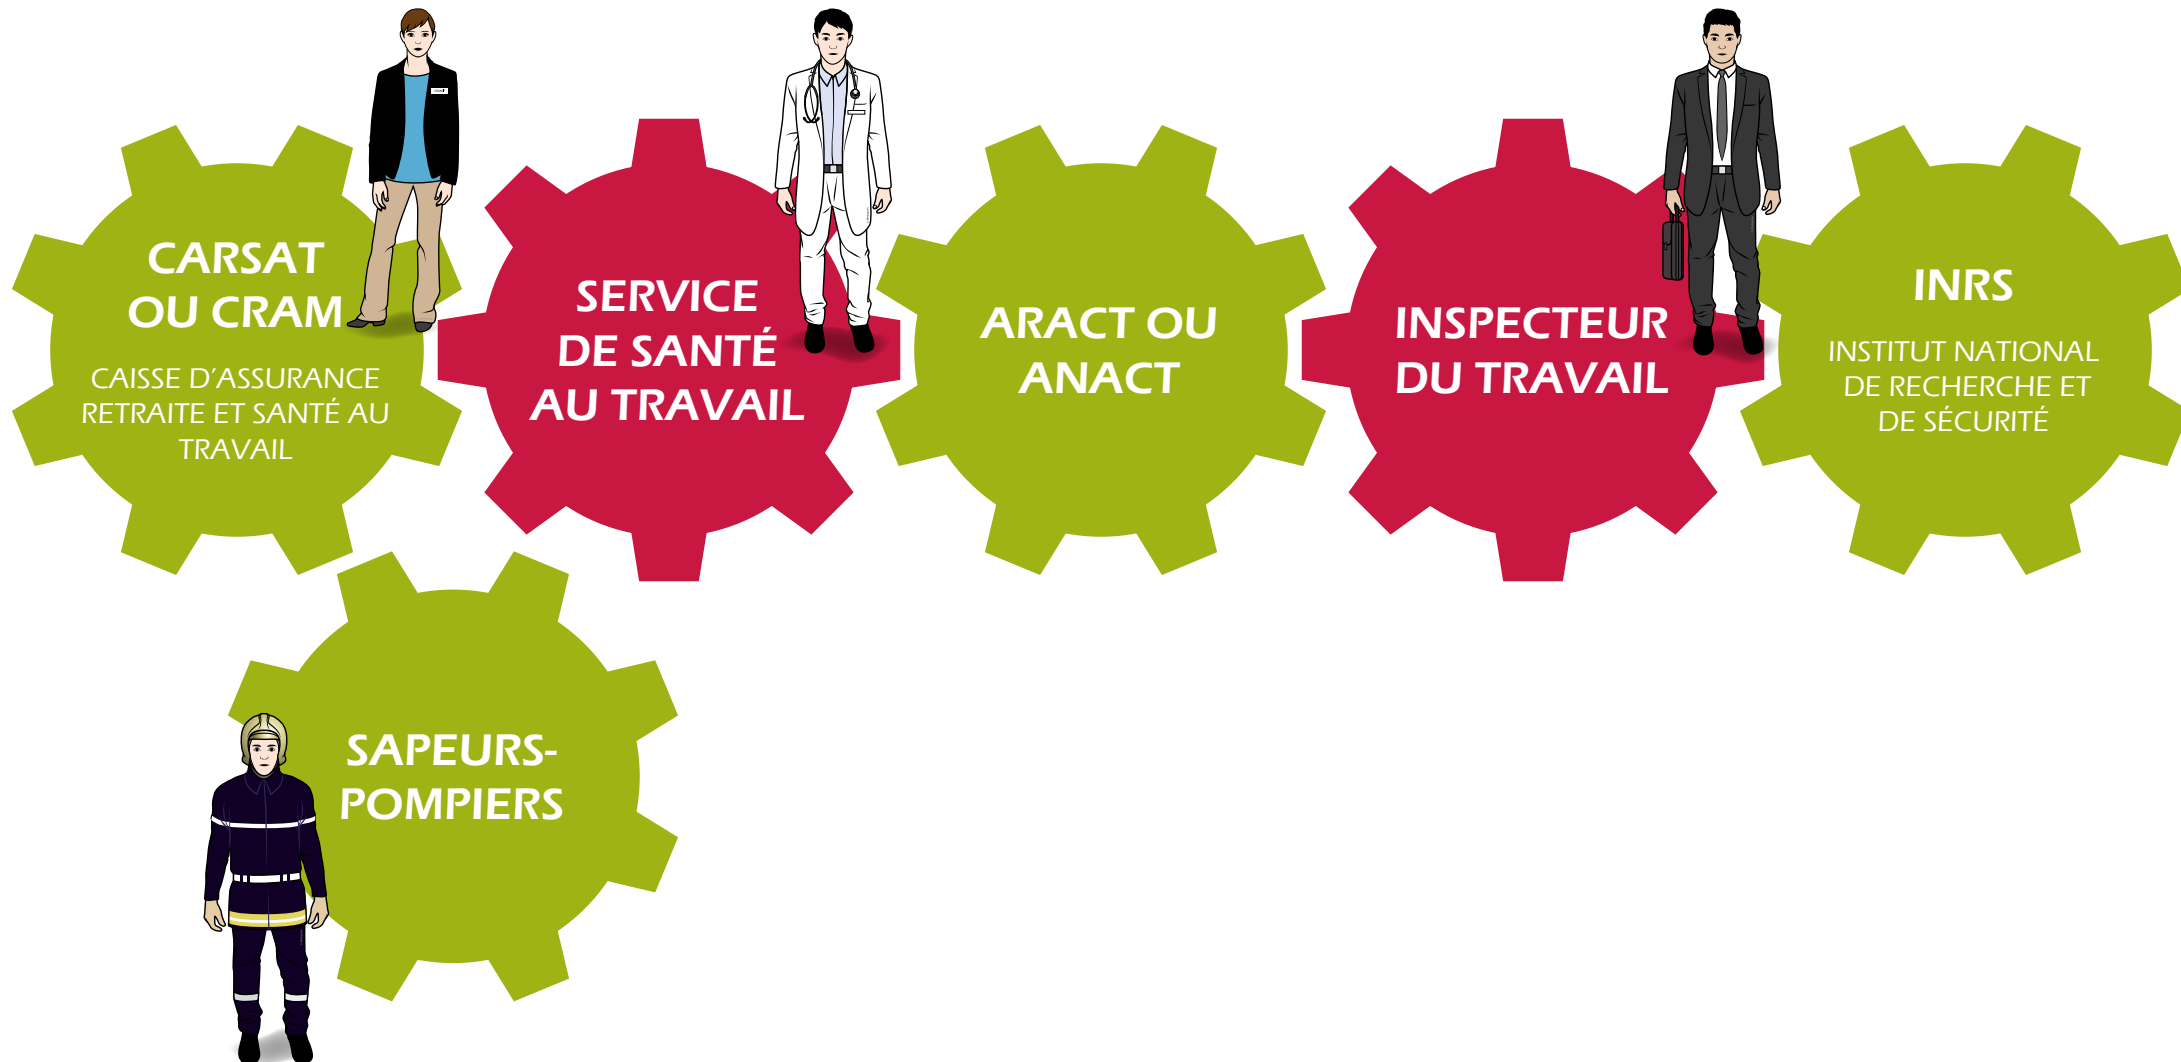 CARSAT
OU CRAM
CAISSE D’ASSURANCE
RETRAITE ET SANTÉ AU
TRAVAIL
SERVICE
DE SANTÉ
AU TRAVAIL
ARACT OU
ANACT
INSPECTEUR
DU TRAVAIL
INRS
INSTITUT NATIONAL
DE RECHERCHE ET
DE SÉCURITÉ
SAPEURS-
POMPIERS